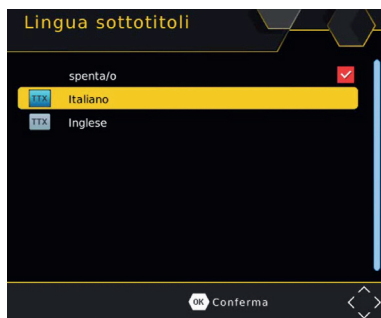 Lingua sottotitoli
spenta/o
TTX Italiano
TTX Inglese
OK Conferma